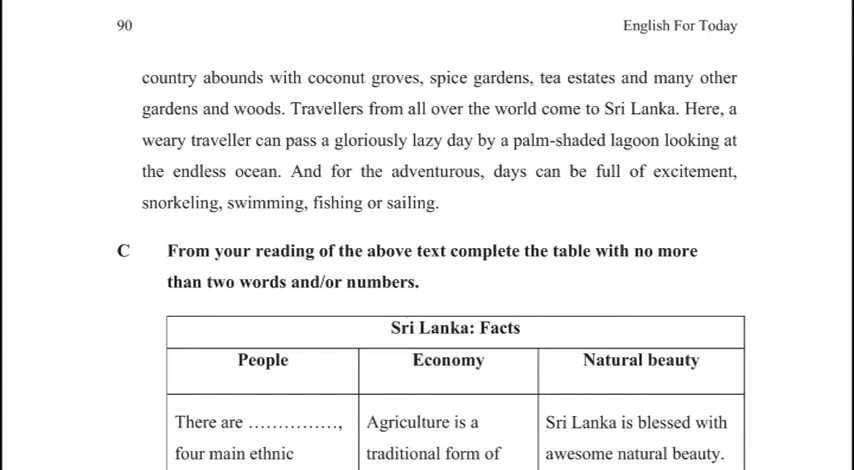 90 English For Today
country abounds with coconut groves, spice gardens, tea estates and many other
gardens and woods. Travellers from all over the world come to Sri Lanka. Here, a
weary traveller can pass a gloriously lazy day by a palm-shaded lagoon looking at
the endless ocean. And for the adventurous, days can be full of excitement,
snorkeling, swimming, fishing or sailing.
C From your reading of the above text complete the table with no more
than two words and/or numbers.
Sri Lanka: Facts
People Economy Natural beauty
There are ……………, Agriculture is a Sri Lanka is blessed with
four main ethnic traditional form of awesome natural beauty.